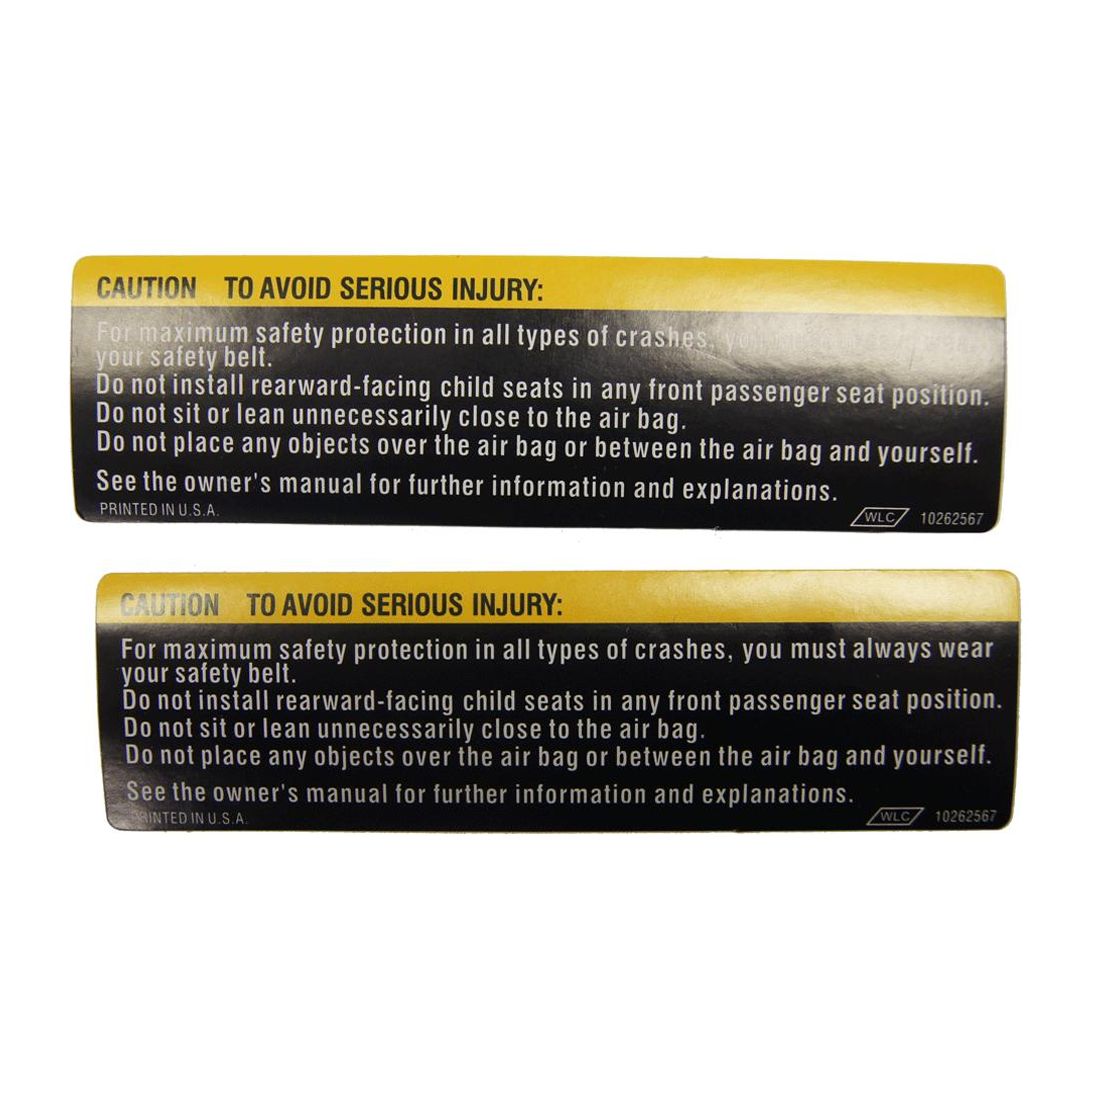 CAUTION TO AVOID SERIOUS INJURY:
For maximum safety protection in all types of crashes,
your safety belt.
Do not install rearward-facing child seats in any front passenger seat position.
Do not sit or lean unnecessarily close to the air bag.
Do not place any objects over the air bag or between the air bag and yourself.
See the owner's manual for further information and explanations.
PRINTED IN U.S.A.
WLC 10262567
CAUTION TO AVOID SERIOUS INJURY:
For maximum safety protection in all types of crashes, you must always wear
your safety belt.
Do not install rearward-facing child seats in any front passenger seat position.
Do not sit or lean unnecessarily close to the air bag.
Do not place any objects over the air bag or between the air bag and yourself.
See the owner's manual for further information and explanations.
PRINTED IN U.S.A.
WLC 10262567